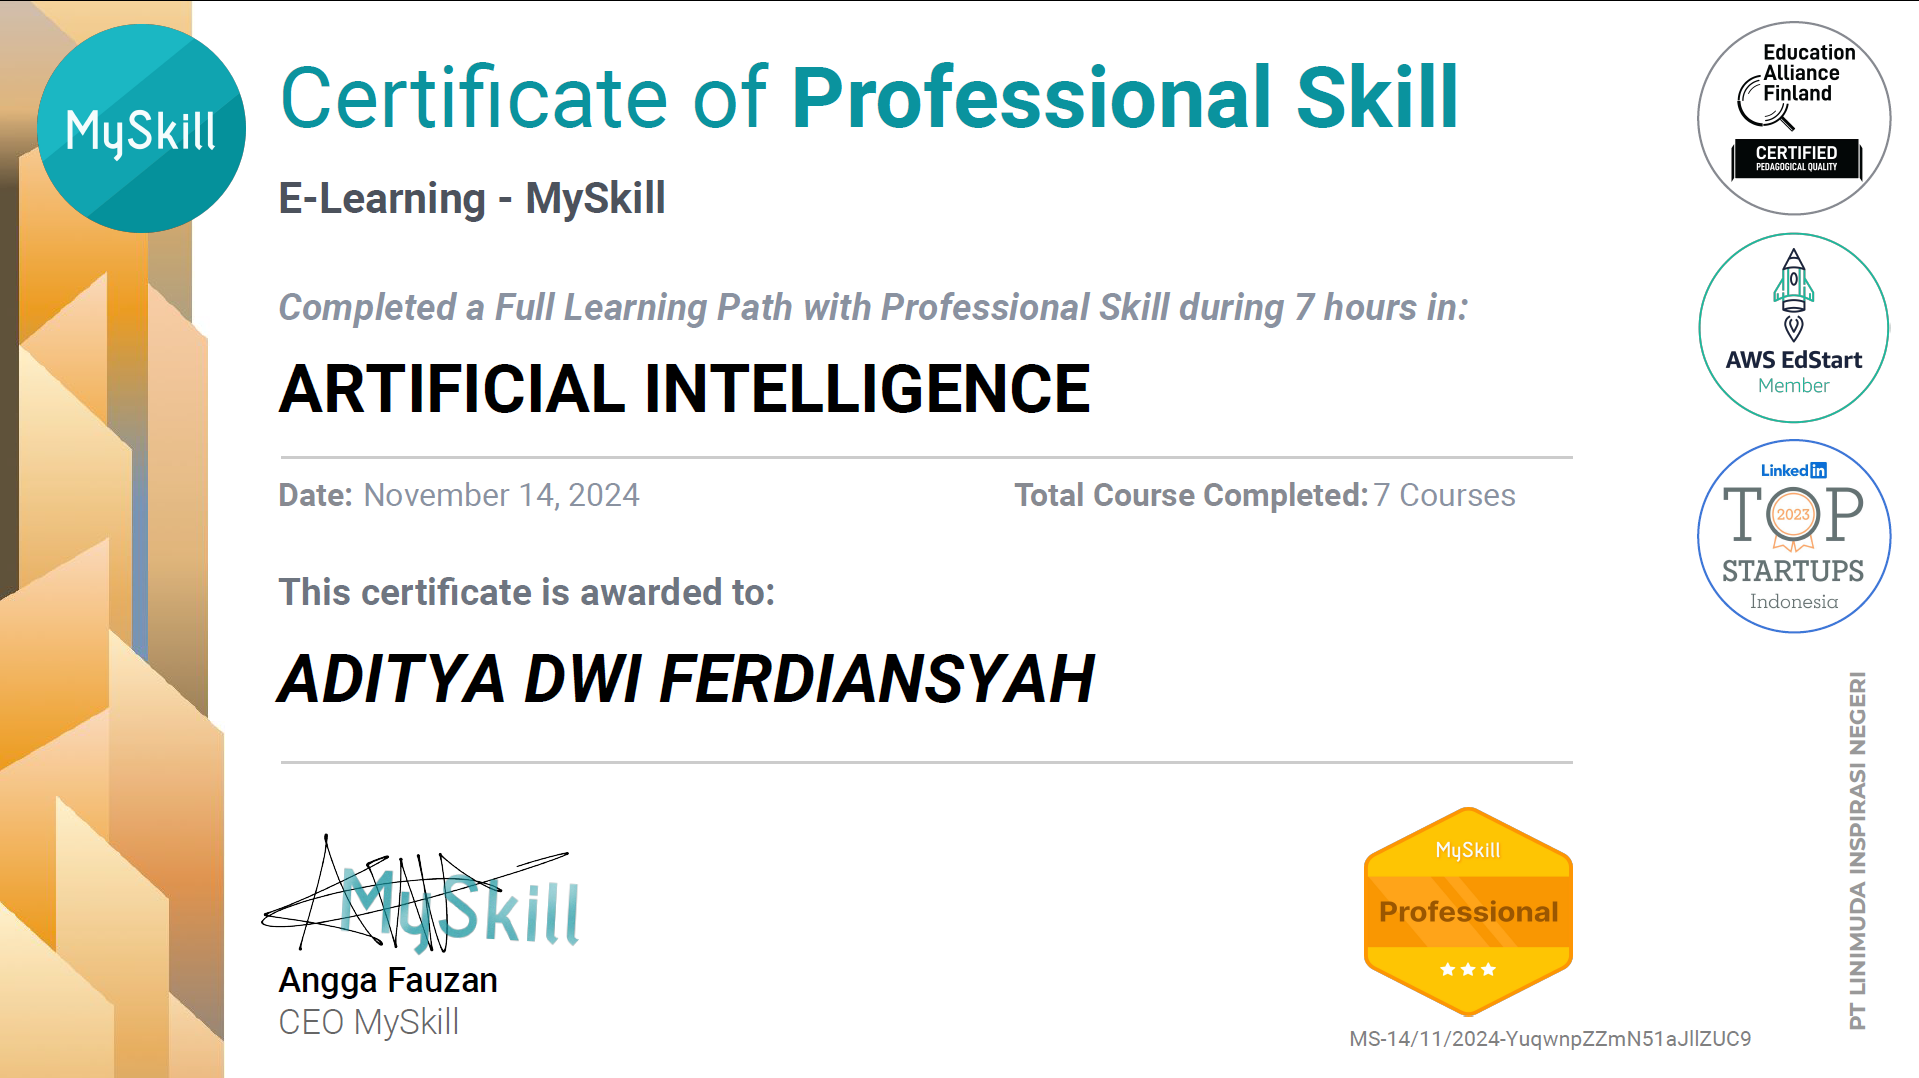 MySkill
Certificate of Professional Skill
E-Learning - MySkill
Completed a Full Learning Path with Professional Skill during 7 hours in:
ARTIFICIAL INTELLIGENCE
Date: November 14, 2024
Total Course Completed: 7 Courses
This certificate is awarded to:
ADITYA DWI FERDIANSYAH
MySkill
Angga Fauzan
CEO MySkill
MySkill
Professional
MS-14/11/2024-YuqwnpZZmN51aJllZUC9
Education
Alliance
Finland
CERTIFIED
PEDAGOGICAL QUALITY
AWS EdStart
Member
Linked in
TOP
2023
STARTUPS
Indonesia
PT LINIMUDA INSPIRASI NEGERI